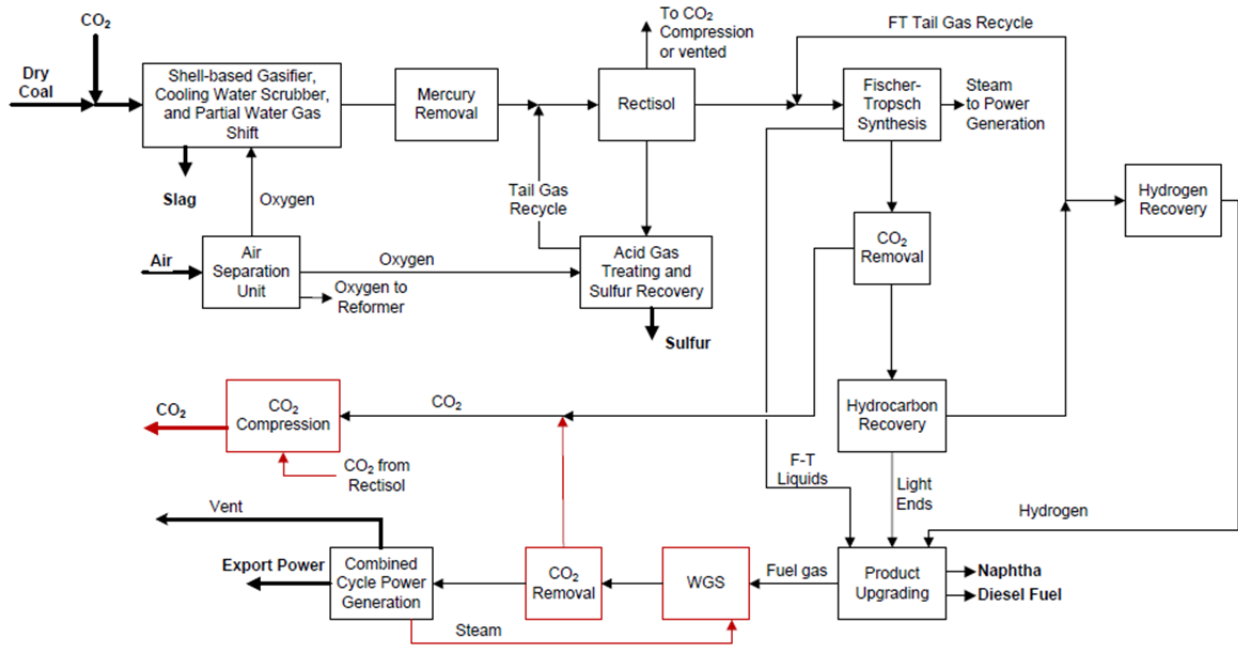 CO₂
To CO₂
Compression
or vented
FT Tail Gas Recycle
Dry
Coal
Shell-based Gasifier,
Cooling Water Scrubber,
and Partial Water Gas
Shift
Mercury
Removal
Rectisol
Fischer-
Tropsch
Synthesis
Steam
to Power
Generation
Slag
Oxygen
Tail Gas
Recycle
Hydrogen
Recovery
Air
Air
Separation
Unit
Oxygen
Oxygen to
Reformer
Acid Gas
Treating and
Sulfur Recovery
CO₂
Removal
Sulfur
CO₂
CO₂
Compression
CO₂
Hydrocarbon
Recovery
CO₂ from
Rectisol
F-T
Liquids
Light
Ends
Hydrogen
Vent
Export Power
Combined
Cycle Power
Generation
CO₂
Removal
WGS
Fuel gas
Product
Upgrading
Naphtha
Diesel Fuel
Steam